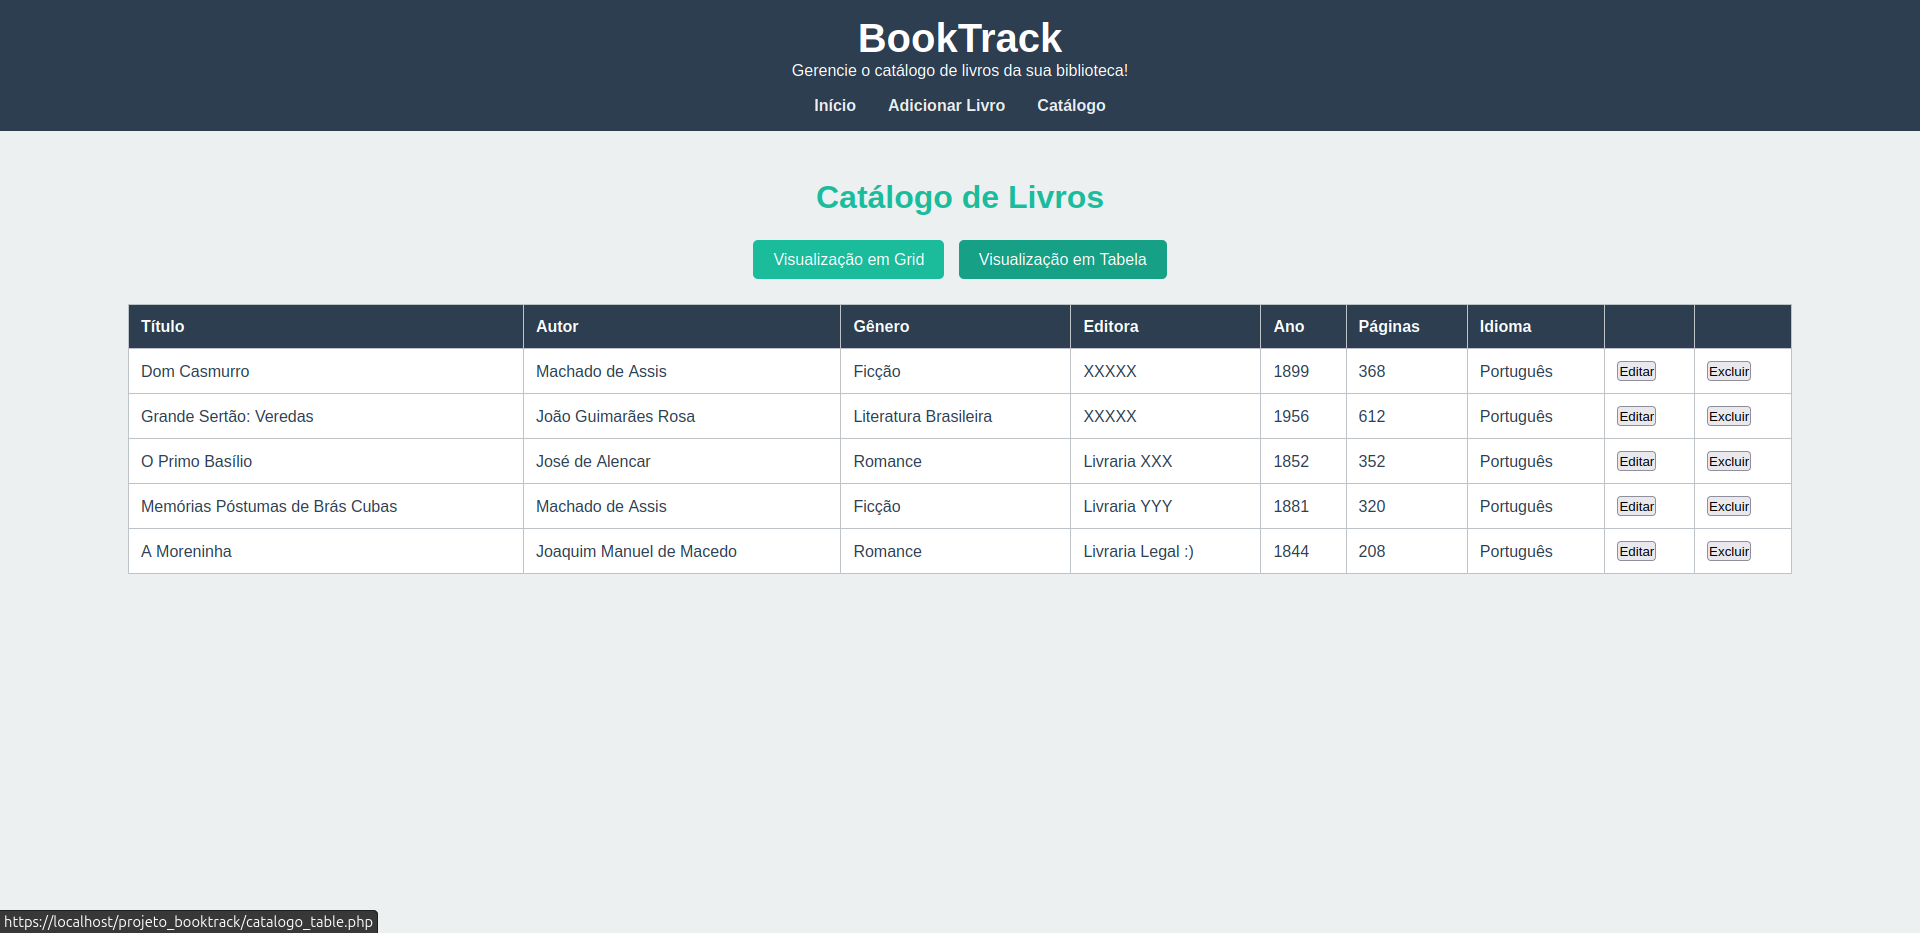 BookTrack
Gerencie o catálogo de livros da sua biblioteca!
Início Adicionar Livro Catálogo
Catálogo de Livros
Visualização em Grid Visualização em Tabela
Título Autor Gênero Editora Ano Páginas Idioma
Dom Casmurro Machado de Assis Ficção XXXXX 1899 368 Português Editar Excluir
Grande Sertão: Veredas João Guimarães Rosa Literatura Brasileira XXXXX 1956 612 Português Editar Excluir
O Primo Basílio José de Alencar Romance Livraria XXX 1852 352 Português Editar Excluir
Memórias Póstumas de Brás Cubas Machado de Assis Ficção Livraria YYY 1881 320 Português Editar Excluir
A Moreninha Joaquim Manuel de Macedo Romance Livraria Legal :) 1844 208 Português Editar Excluir
https://localhost/projeto_booktrack/catalogo_table.php